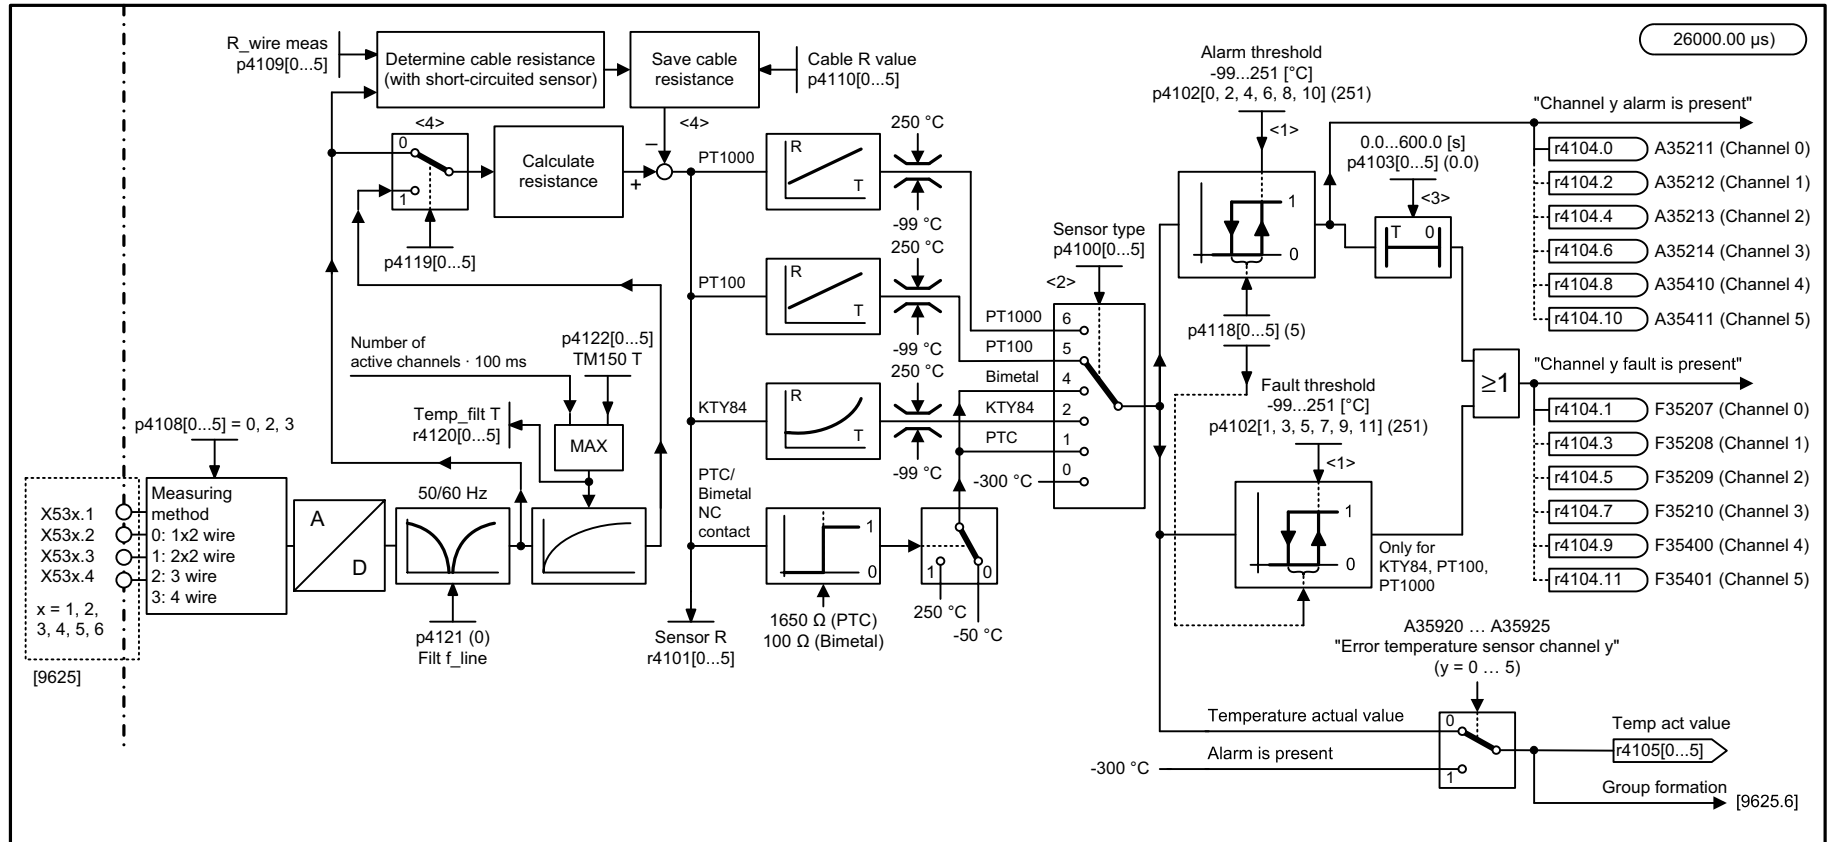 R_wire meas
p4109[0...5]
Determine cable resistance
(with short-circuited sensor)
Save cable
resistance
Cable R value
p4110[0...5]
<4>
0
1
p4119[0...5]
Calculate
resistance
+
–
<4>
PT1000
R
T
250 °C
-99 °C
PT100
R
T
250 °C
-99 °C
KTY84
R
T
250 °C
-99 °C
PTC/
Bimetal
NC
contact
1
0
1650 Ω (PTC)
100 Ω (Bimetal)
1
0
250 °C
-50 °C
Sensor R
r4101[0...5]
Number of
active channels · 100 ms
p4122[0...5]
TM150 T
Temp_filt T
r4120[0...5]
MAX
p4108[0...5] = 0, 2, 3
X53x.1
X53x.2
X53x.3
X53x.4
x = 1, 2,
3, 4, 5, 6
[9625]
Measuring
method
0: 1x2 wire
1: 2x2 wire
2: 3 wire
3: 4 wire
A
D
50/60 Hz
p4121 (0)
Filt f_line
Sensor type
p4100[0...5]
<2>
PT1000
6
PT100
5
Bimetal
4
KTY84
2
PTC
1
-300 °C
0
Alarm threshold
-99...251 [°C]
p4102[0, 2, 4, 6, 8, 10] (251)
<1>
1
0
p4118[0...5] (5)
0.0...600.0 [s]
p4103[0...5] (0.0)
<3>
T
0
Fault threshold
-99...251 [°C]
p4102[1, 3, 5, 7, 9, 11] (251)
<1>
1
0
Only for
KTY84, PT100,
PT1000
≥1
26000.00 µs)
"Channel y alarm is present"
r4104.0 A35211 (Channel 0)
r4104.2 A35212 (Channel 1)
r4104.4 A35213 (Channel 2)
r4104.6 A35214 (Channel 3)
r4104.8 A35410 (Channel 4)
r4104.10 A35411 (Channel 5)
"Channel y fault is present"
r4104.1 F35207 (Channel 0)
r4104.3 F35208 (Channel 1)
r4104.5 F35209 (Channel 2)
r4104.7 F35210 (Channel 3)
r4104.9 F35400 (Channel 4)
r4104.11 F35401 (Channel 5)
A35920 ... A35925
"Error temperature sensor channel y"
(y = 0 ... 5)
Temperature actual value
0
Alarm is present
-300 °C
1
Temp act value
r4105[0...5]
Group formation
[9625.6]